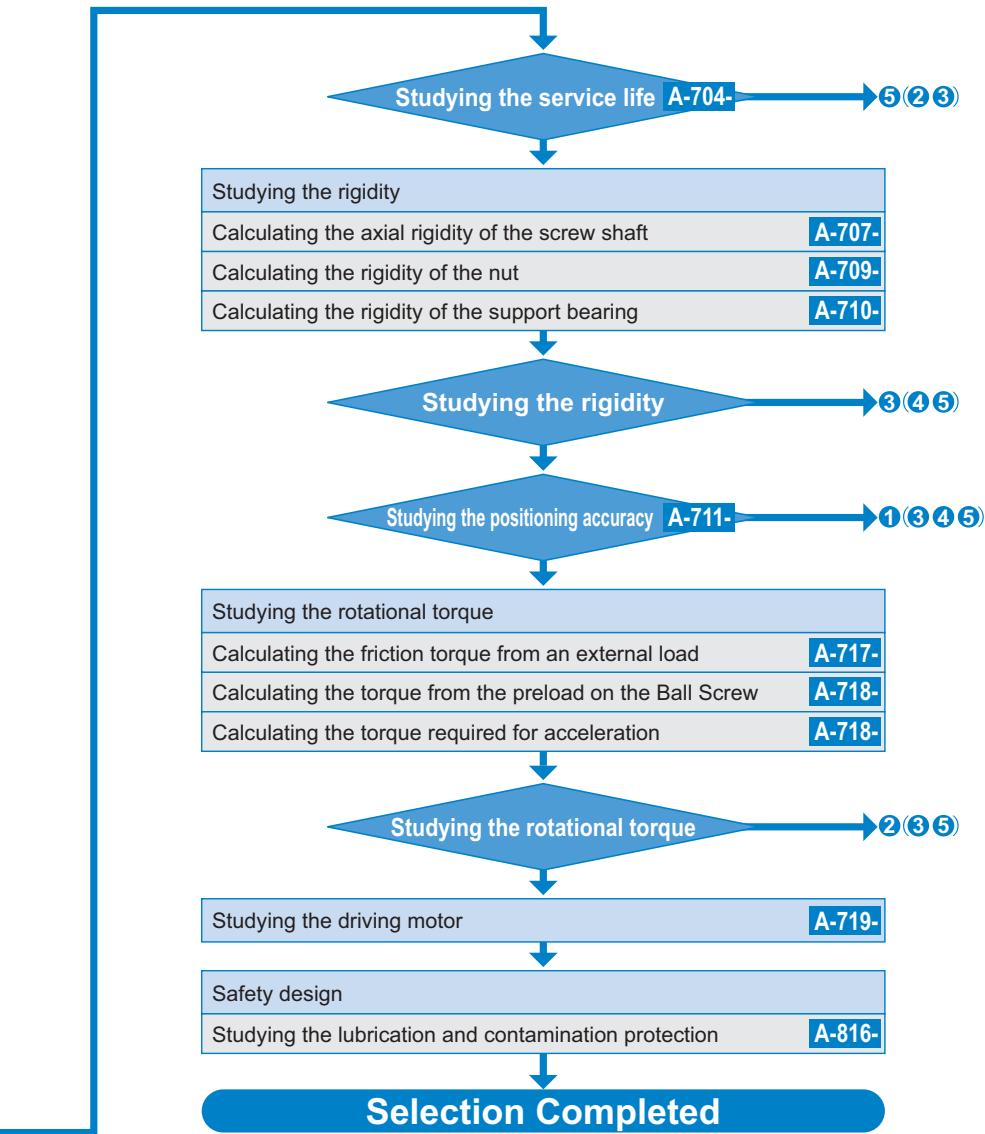 Studying the service life A-704- ❺(❷❸)
Studying the rigidity
Calculating the axial rigidity of the screw shaft A-707-
Calculating the rigidity of the nut A-709-
Calculating the rigidity of the support bearing A-710-
Studying the rigidity ❸(❹❺)
Studying the positioning accuracy A-711- ❶(❸❹❺)
Studying the rotational torque
Calculating the friction torque from an external load A-717-
Calculating the torque from the preload on the Ball Screw A-718-
Calculating the torque required for acceleration A-718-
Studying the rotational torque ❷(❸❺)
Studying the driving motor A-719-
Safety design
Studying the lubrication and contamination protection A-816-
Selection Completed